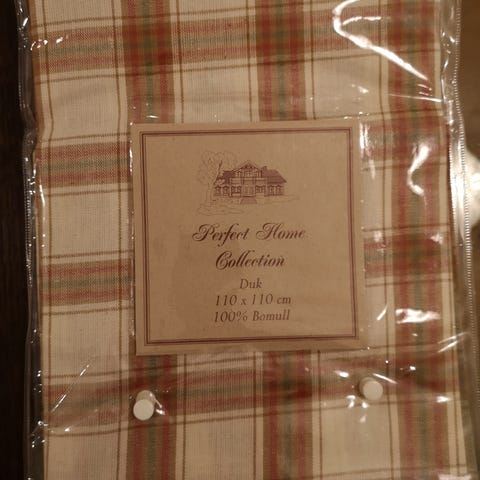 Perfect Home
Collection
Duk
110 x 110 cm
100% Bomull